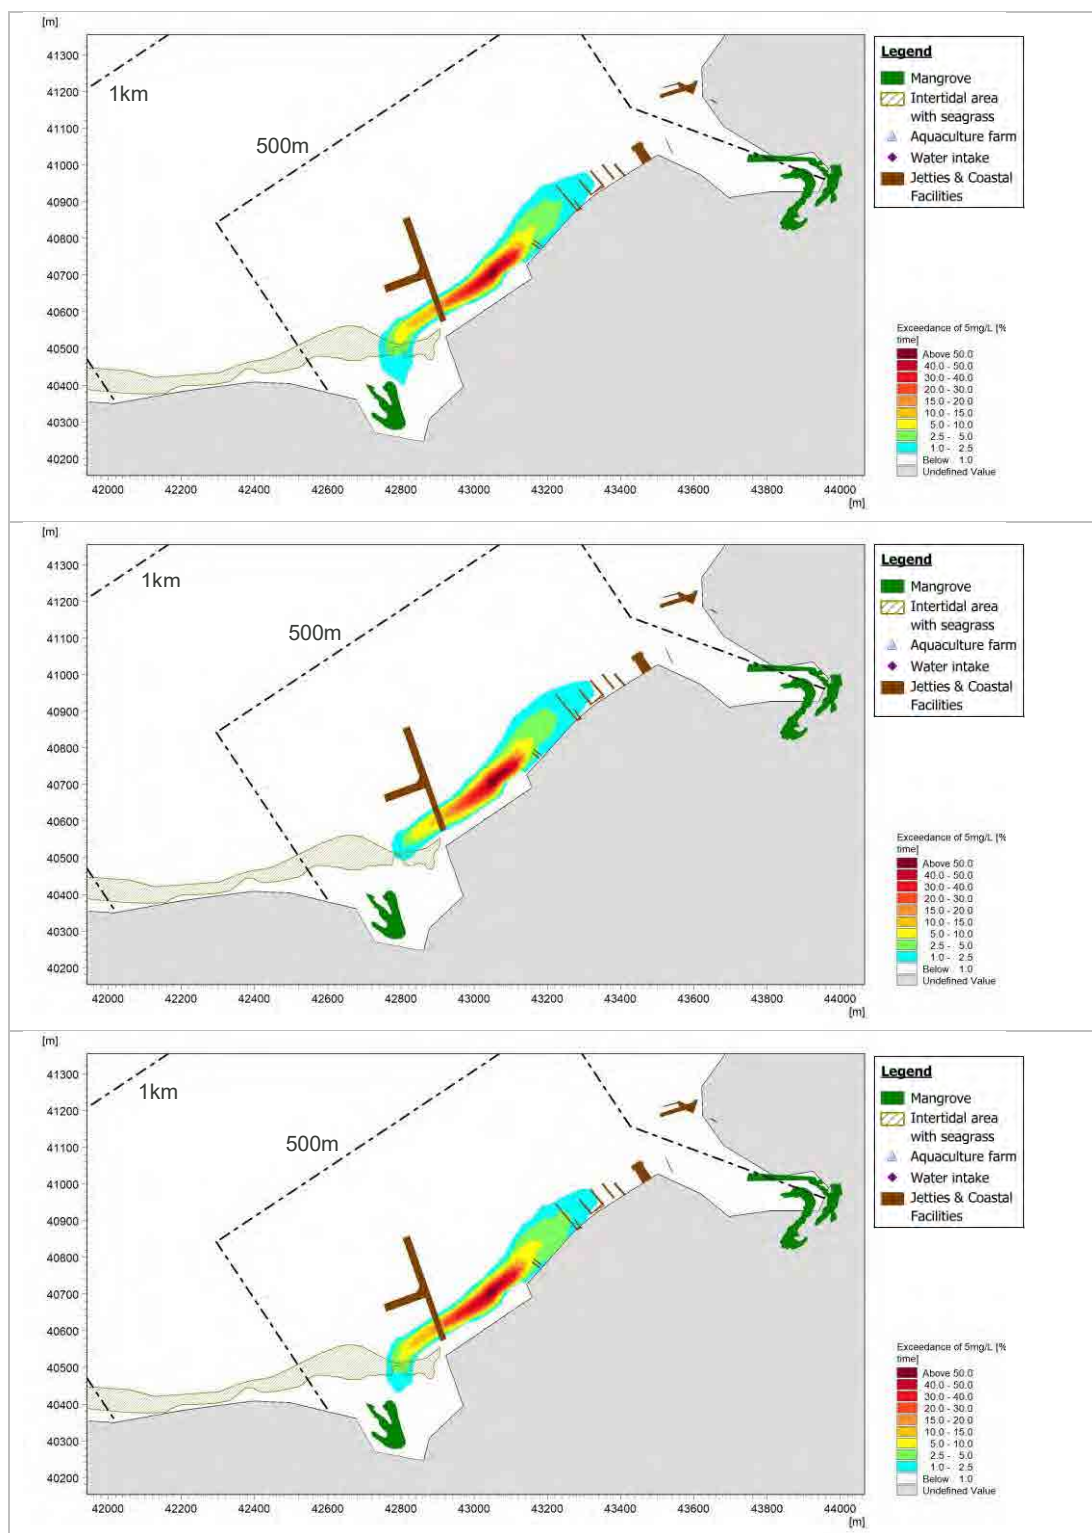 [m]
41300
41200
41100
41000
40900
40800
40700
40600
40500
40400
40300
40200
1km
500m
42000 42200 42400 42600 42800 43000 43200 43400 43600 43800 44000
[m]
Legend
Mangrove
Intertidal area
with seagrass
Aquaculture farm
Water intake
Jetties & Coastal
Facilities
Exceedance of 5mg/L [%
time]
Above 50.0
40.0 - 50.0
30.0 - 40.0
20.0 - 30.0
15.0 - 20.0
10.0 - 15.0
5.0 - 10.0
2.5 - 5.0
1.0 - 2.5
Below 1.0
Undefined Value
[m]
41300
41200
41100
41000
40900
40800
40700
40600
40500
40400
40300
40200
1km
500m
42000 42200 42400 42600 42800 43000 43200 43400 43600 43800 44000
[m]
Legend
Mangrove
Intertidal area
with seagrass
Aquaculture farm
Water intake
Jetties & Coastal
Facilities
Exceedance of 5mg/L [%
time]
Above 50.0
40.0 - 50.0
30.0 - 40.0
20.0 - 30.0
15.0 - 20.0
10.0 - 15.0
5.0 - 10.0
2.5 - 5.0
1.0 - 2.5
Below 1.0
Undefined Value
[m]
41300
41200
41100
41000
40900
40800
40700
40600
40500
40400
40300
40200
1km
500m
42000 42200 42400 42600 42800 43000 43200 43400 43600 43800 44000
[m]
Legend
Mangrove
Intertidal area
with seagrass
Aquaculture farm
Water intake
Jetties & Coastal
Facilities
Exceedance of 5mg/L [%
time]
Above 50.0
40.0 - 50.0
30.0 - 40.0
20.0 - 30.0
15.0 - 20.0
10.0 - 15.0
5.0 - 10.0
2.5 - 5.0
1.0 - 2.5
Below 1.0
Undefined Value